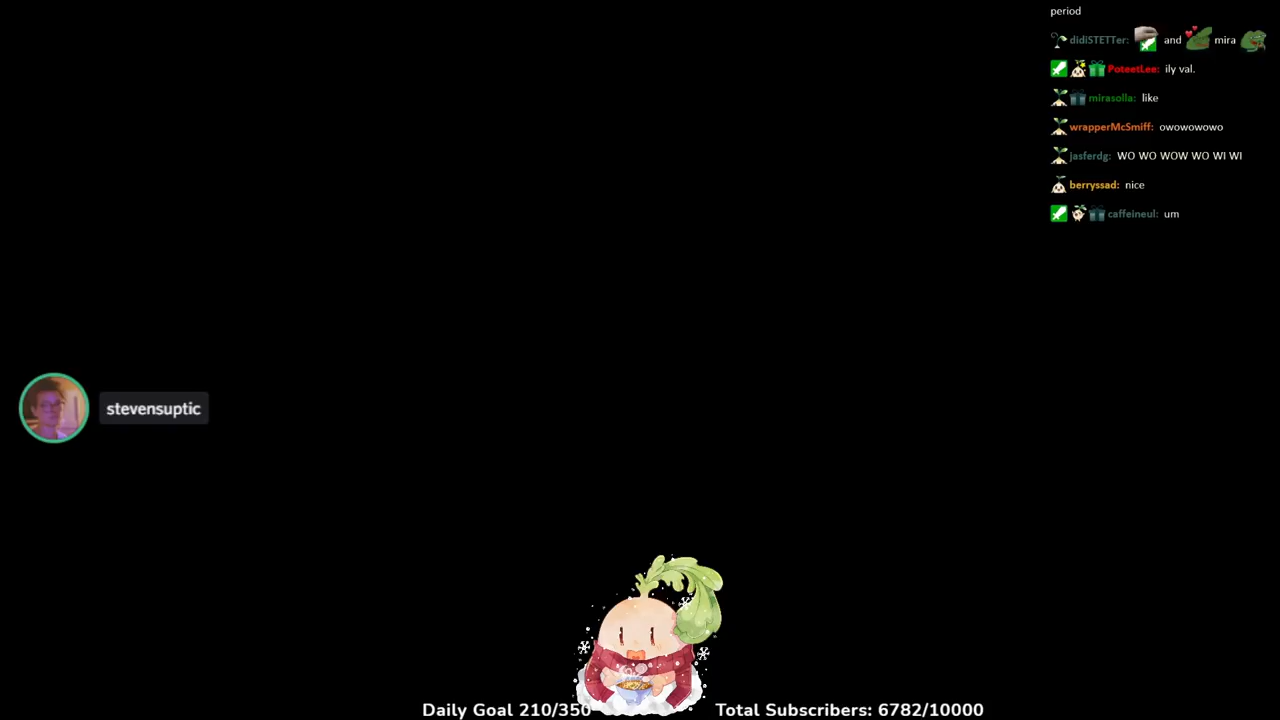 period
didiSTETTer: and mira
PoteetLee: ily val.
mirasolla: like
wrapperMcSmiff: owowowowo
jasferdg: WO WO WOW WO WI WI
berryssad: nice
caffeineul: um
stevensuptic
Daily Goal 210/350
Total Subscribers: 6782/10000